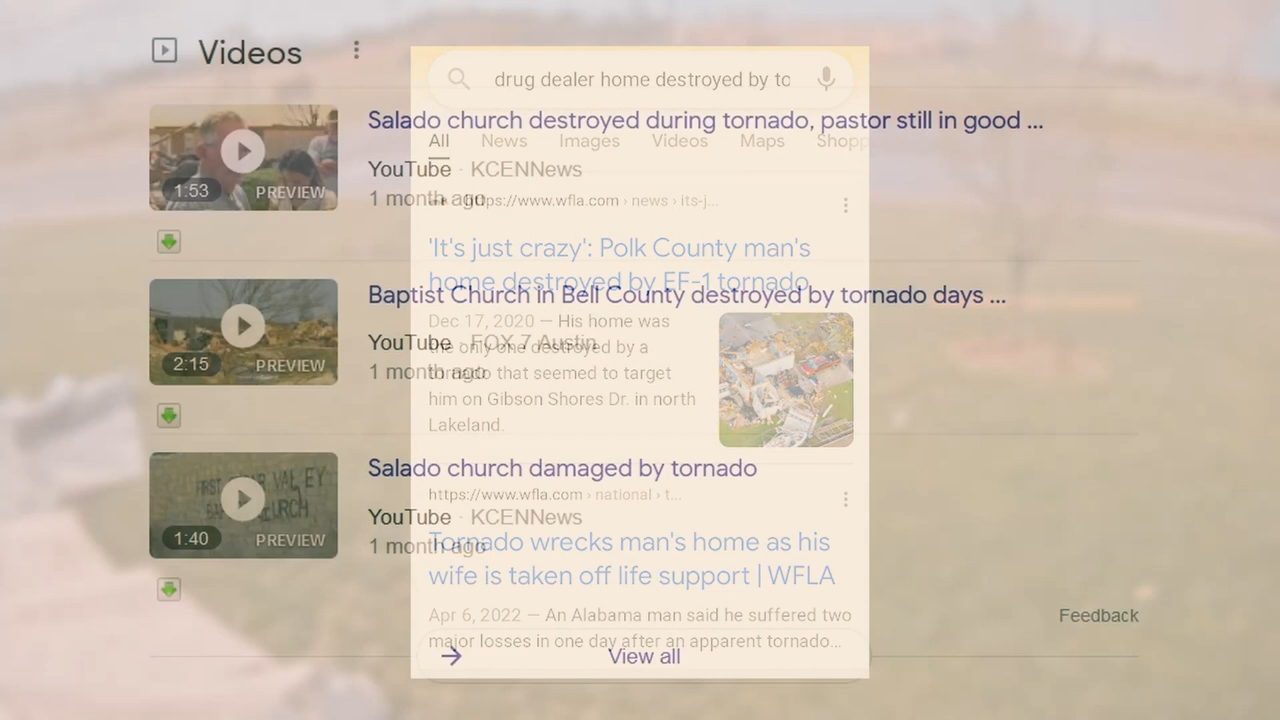 Videos
drug dealer home destroyed by to
Salado church destroyed during tornado, pastor still in good ...
All News Images Videos Maps Shopp
YouTube · KCENNews
1:53 PREVIEW
1 month ago
https://www.wfla.com › news › its-j...
'It's just crazy': Polk County man's
home destroyed by EF-1 tornado
Baptist Church in Bell County destroyed by tornado days ...
Dec 17, 2020 — His home was
YouTube · FOX 7 Austin
the only one destroyed by a
2:15 PREVIEW
1 month ago
tornado that seemed to target
him on Gibson Shores Dr. in north
Lakeland.
Salado church damaged by tornado
https://www.wfla.com › national › t...
YouTube · KCENNews
1:40 PREVIEW
1 month ago
Tornado wrecks man's home as his
wife is taken off life support | WFLA
Apr 6, 2022 — An Alabama man said he suffered two
Feedback
major losses in one day after an apparent tornado...
View all